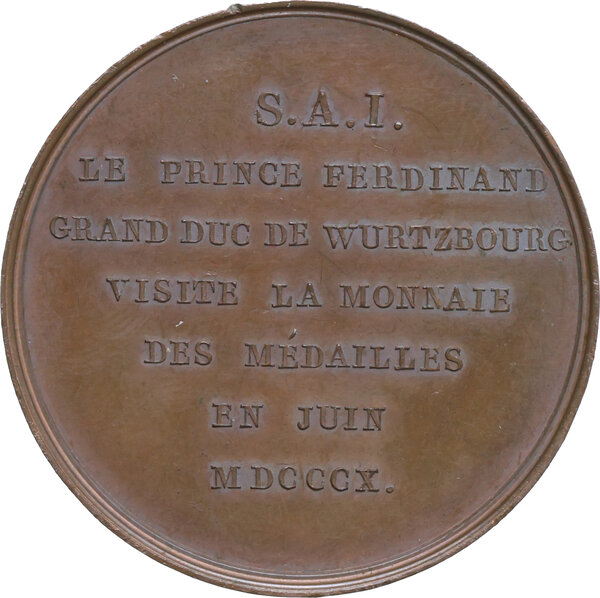 S.A.I.
LE PRINCE FERDINAND
GRAND DUC DE WURTZBOURG
VISITE LA MONNAIE
DES MÉDAILLES
EN JUIN
MDCCCX.